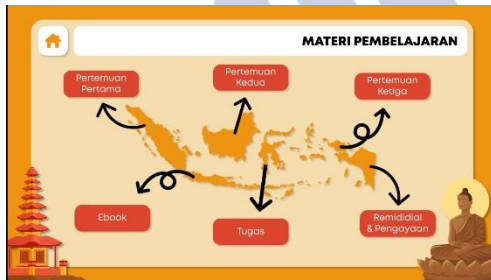 MATERI PEMBELAJARAN
Pertemuan
Pertama
Pertemuan
Kedua
Pertemuan
Ketiga
Ebook
Tugas
Remididial
& Pengayaan